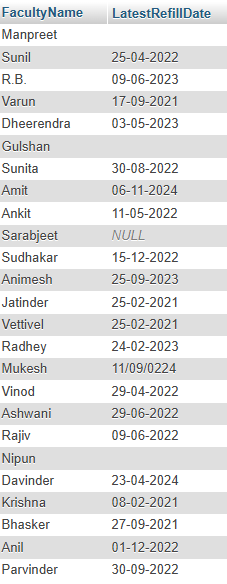 FacultyName LatestRefillDate
Manpreet
Sunil 25-04-2022
R.B. 09-06-2023
Varun 17-09-2021
Dheerendra 03-05-2023
Gulshan
Sunita 30-08-2022
Amit 06-11-2024
Ankit 11-05-2022
Sarabjeet NULL
Sudhakar 15-12-2022
Animesh 25-09-2023
Jatinder 25-02-2021
Vettivel 25-02-2021
Radhey 24-02-2023
Mukesh 11/09/0224
Vinod 29-04-2022
Ashwani 29-06-2022
Rajiv 09-06-2022
Nipun
Davinder 23-04-2024
Krishna 08-02-2021
Bhasker 27-09-2021
Anil 01-12-2022
Parvinder 30-09-2022